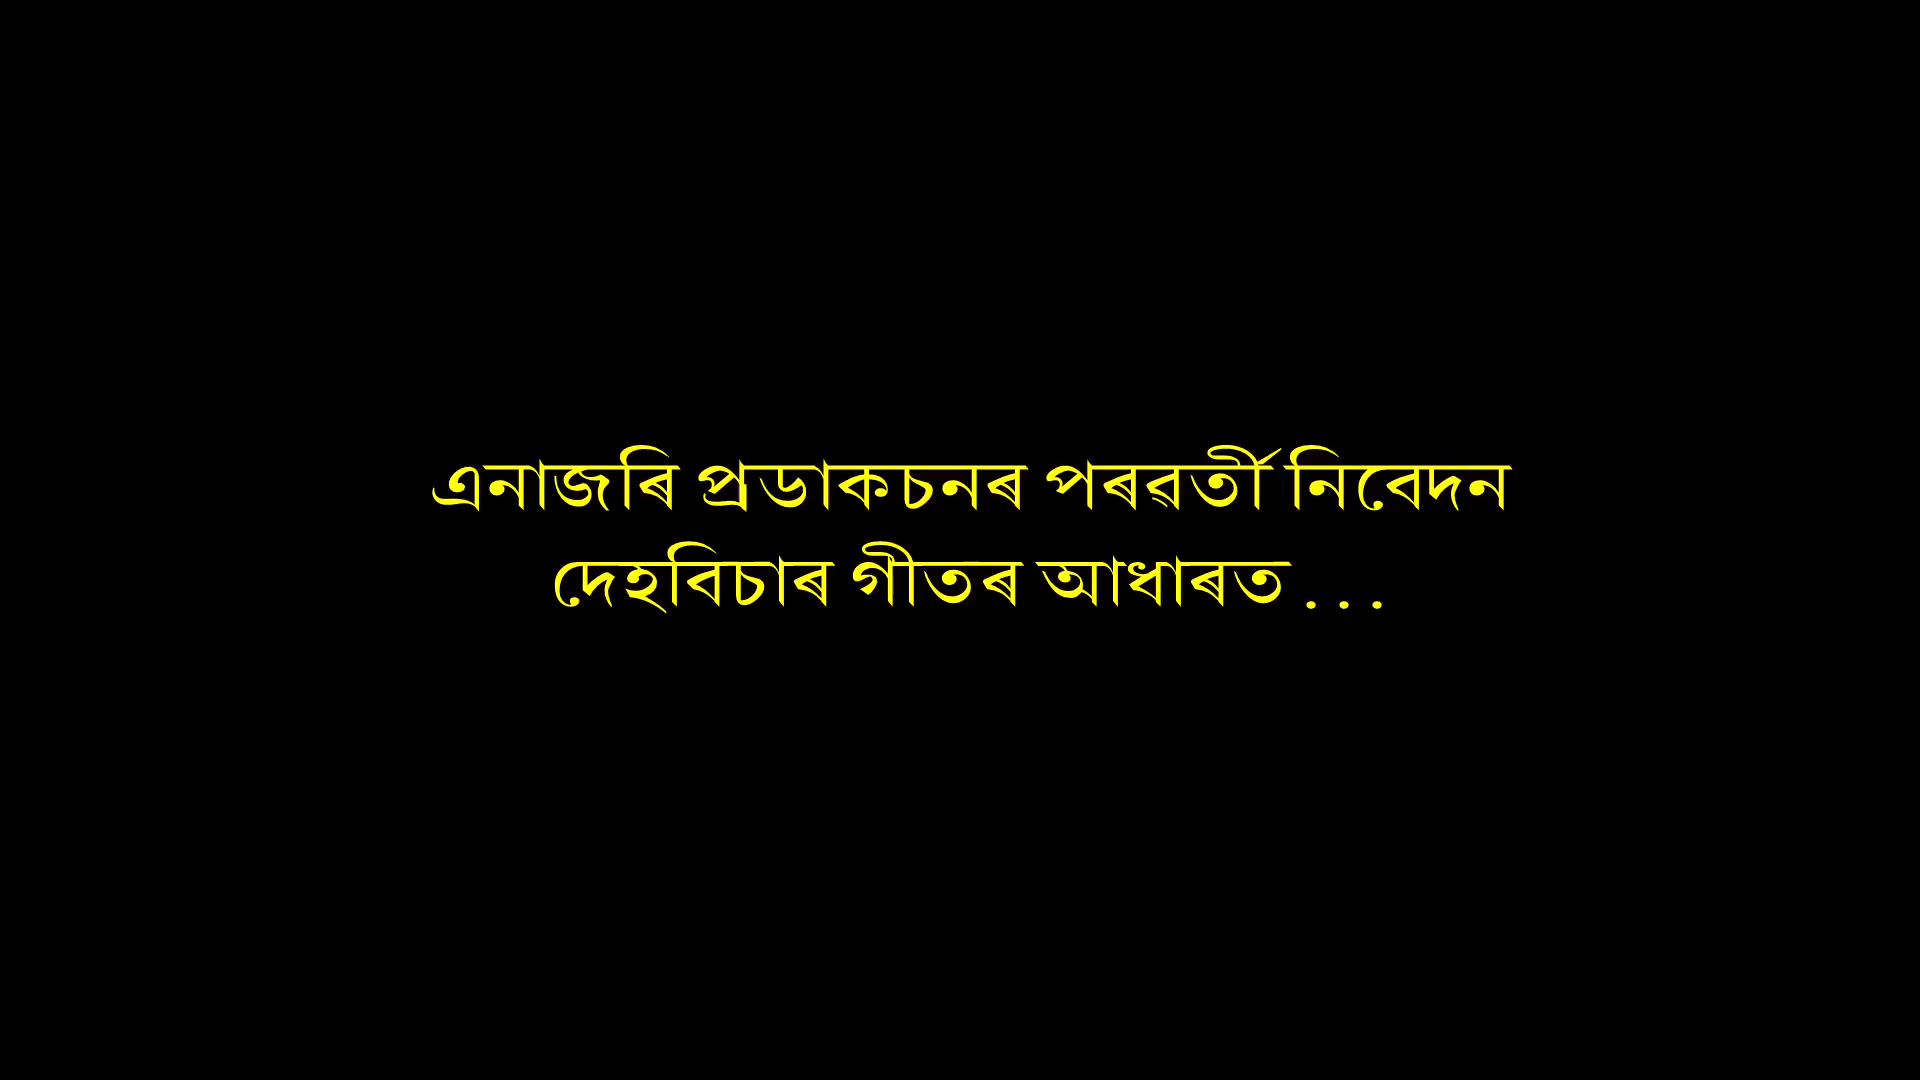 এনাজৰি প্ৰডাকচনৰ পৰৱৰ্তী নিবেদন
দেহবিচাৰ গীতৰ আধাৰত . . .